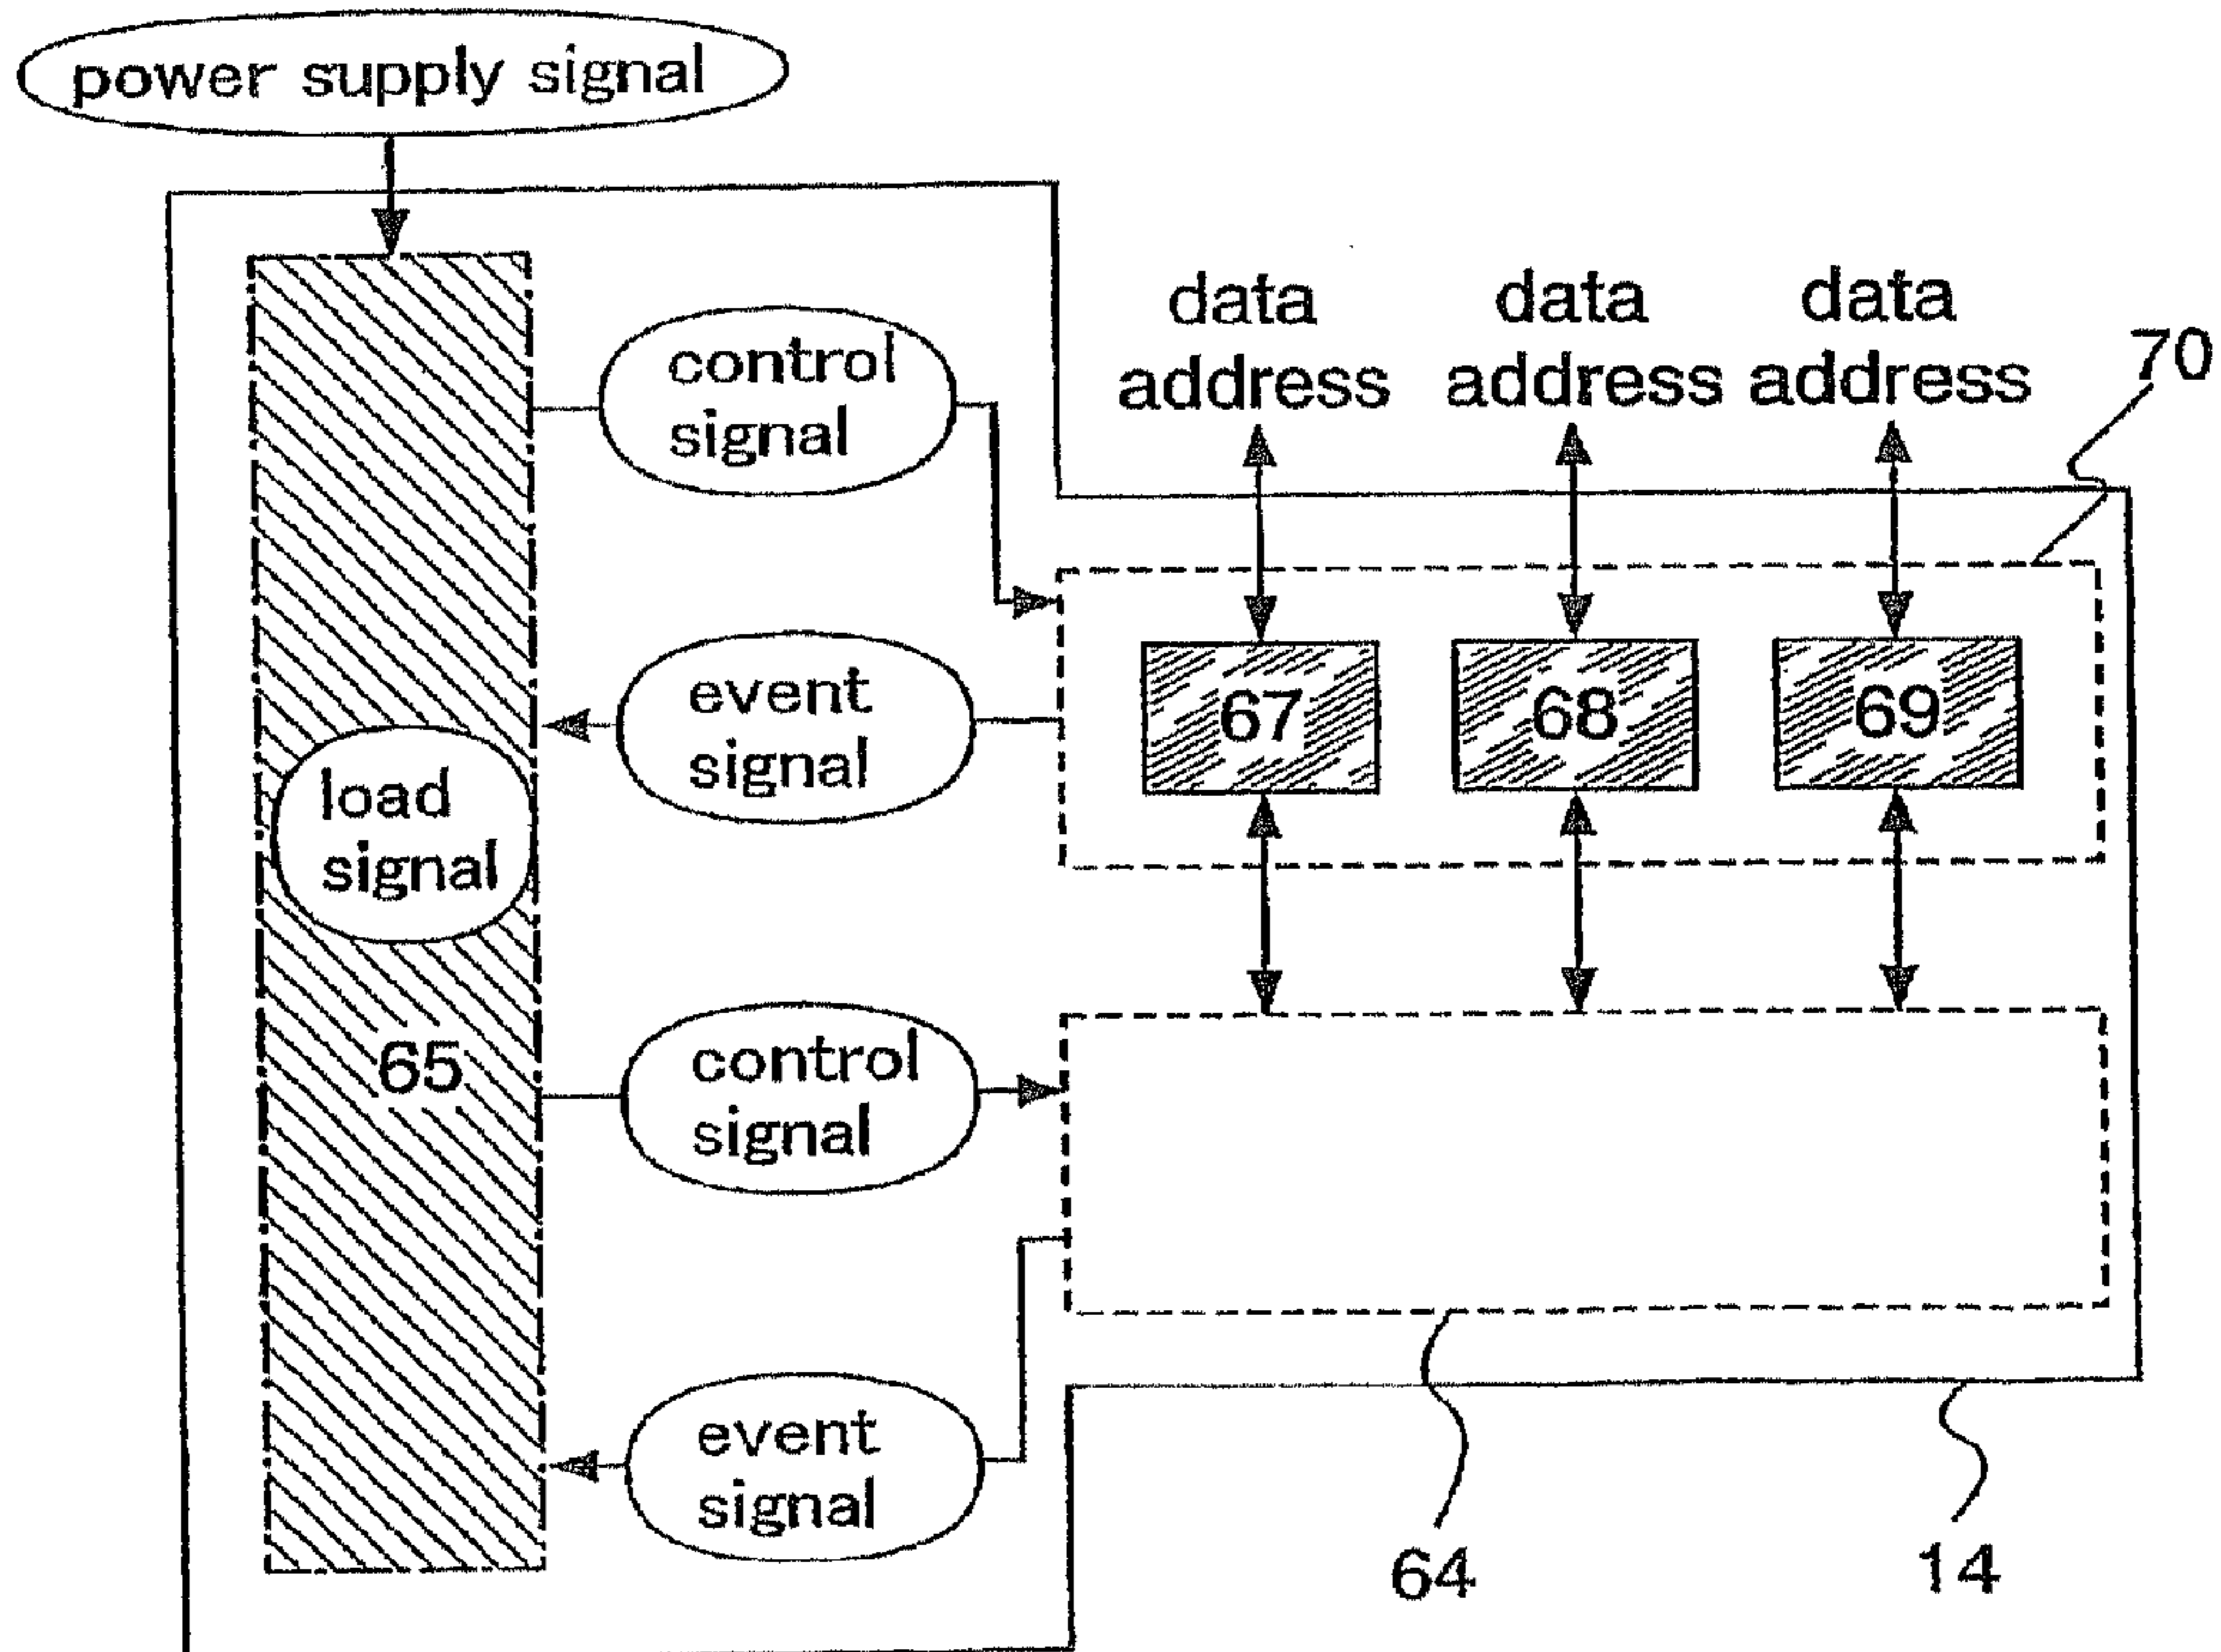 power supply signal
data data data
address address address
70
control
signal
event
signal
67 68 69
load
signal
65
control
signal
event
signal
64
14